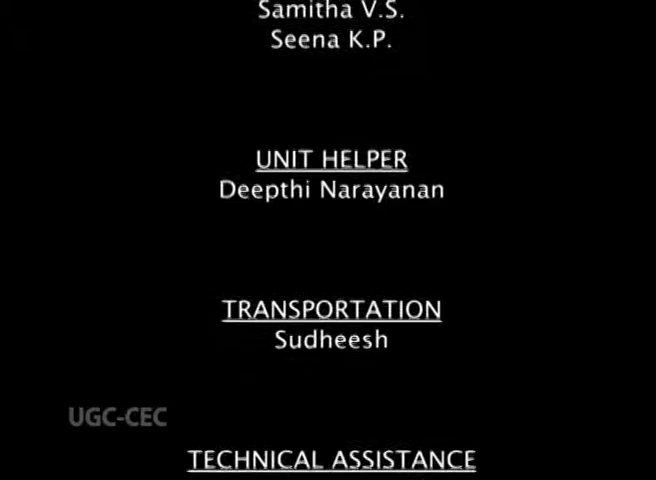 Samitha V.S.
Seena K.P.
UNIT HELPER
Deepthi Narayanan
TRANSPORTATION
Sudheesh
UGC-CEC
TECHNICAL ASSISTANCE